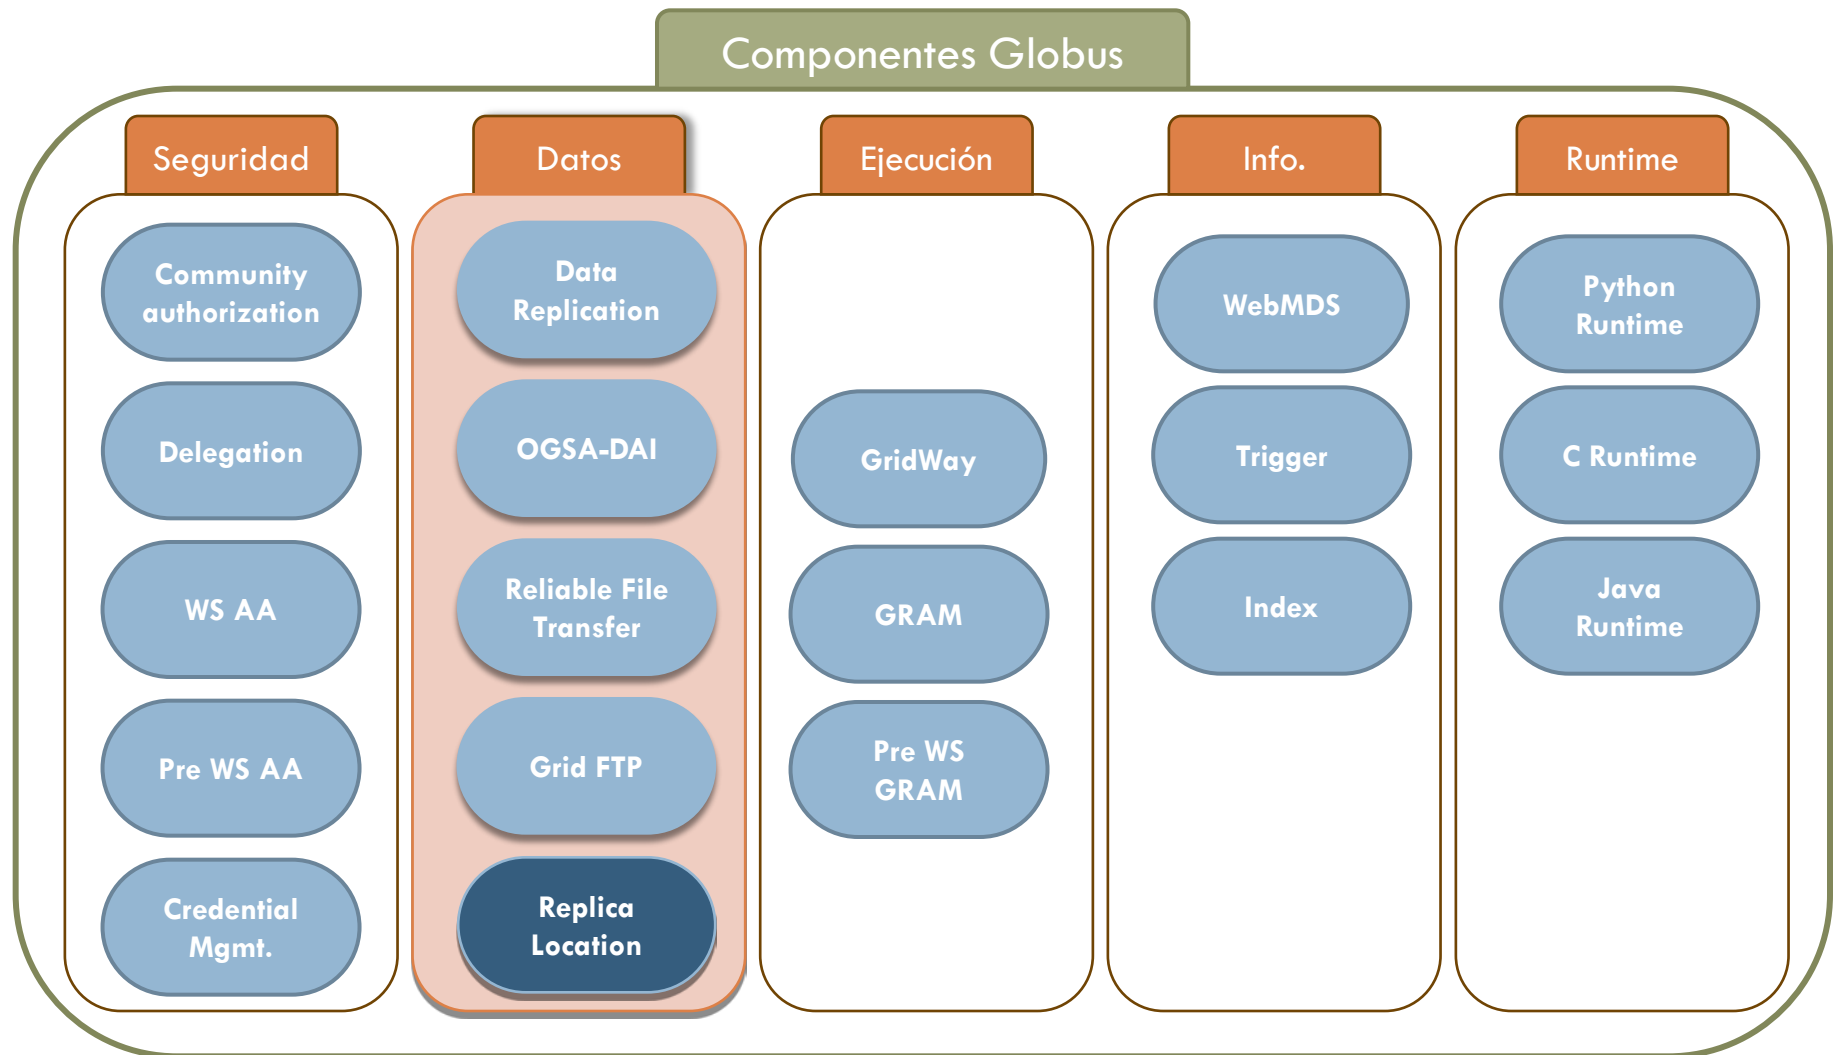 Componentes Globus
Seguridad
Community
authorization
Delegation
WS AA
Pre WS AA
Credential
Mgmt.
Datos
Data
Replication
OGSA-DAI
Reliable File
Transfer
Grid FTP
Replica
Location
Ejecución
GridWay
GRAM
Pre WS
GRAM
Info.
WebMDS
Trigger
Index
Runtime
Python
Runtime
C Runtime
Java
Runtime